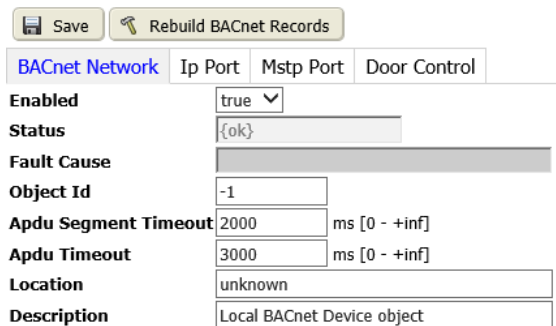 Save Rebuild BACnet Records
BACnet Network Ip Port Mstp Port Door Control
Enabled true
Status {ok}
Fault Cause
Object Id -1
Apdu Segment Timeout 2000 ms [0 - +inf]
Apdu Timeout 3000 ms [0 - +inf]
Location unknown
Description Local BACnet Device object